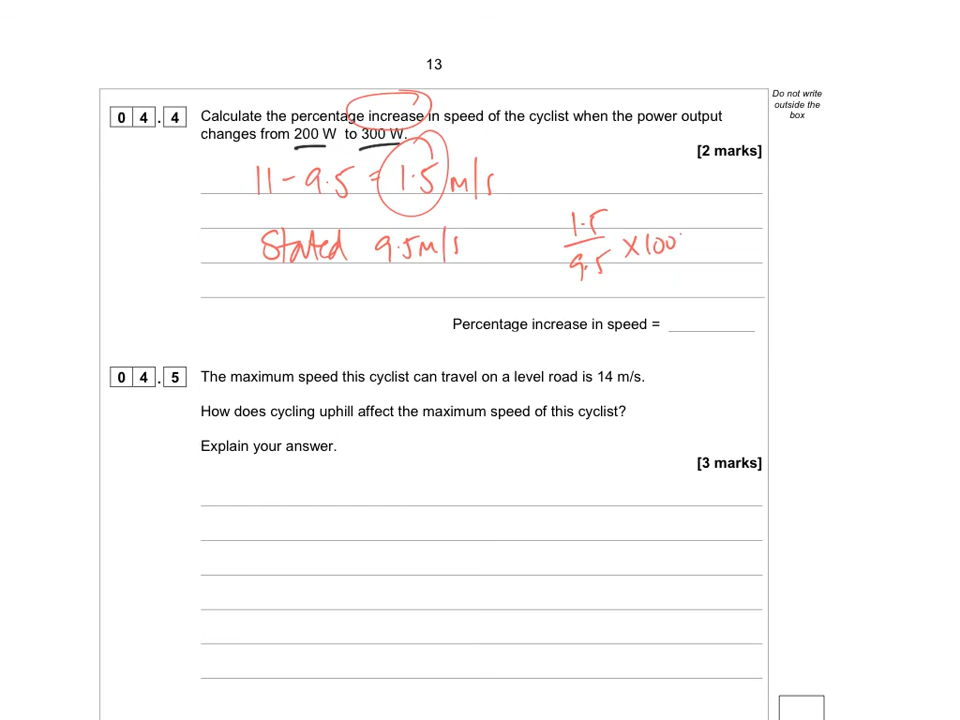 13
Do not write
outside the
box
0 4 . 4 Calculate the percentage increase in speed of the cyclist when the power output
changes from 200 W to 300 W.
[2 marks]
11 - 9.5 = 1.5 m/s
Stated 9.5 m/s 1.5/9.5 × 100
Percentage increase in speed =
0 4 . 5 The maximum speed this cyclist can travel on a level road is 14 m/s.
How does cycling uphill affect the maximum speed of this cyclist?
Explain your answer.
[3 marks]